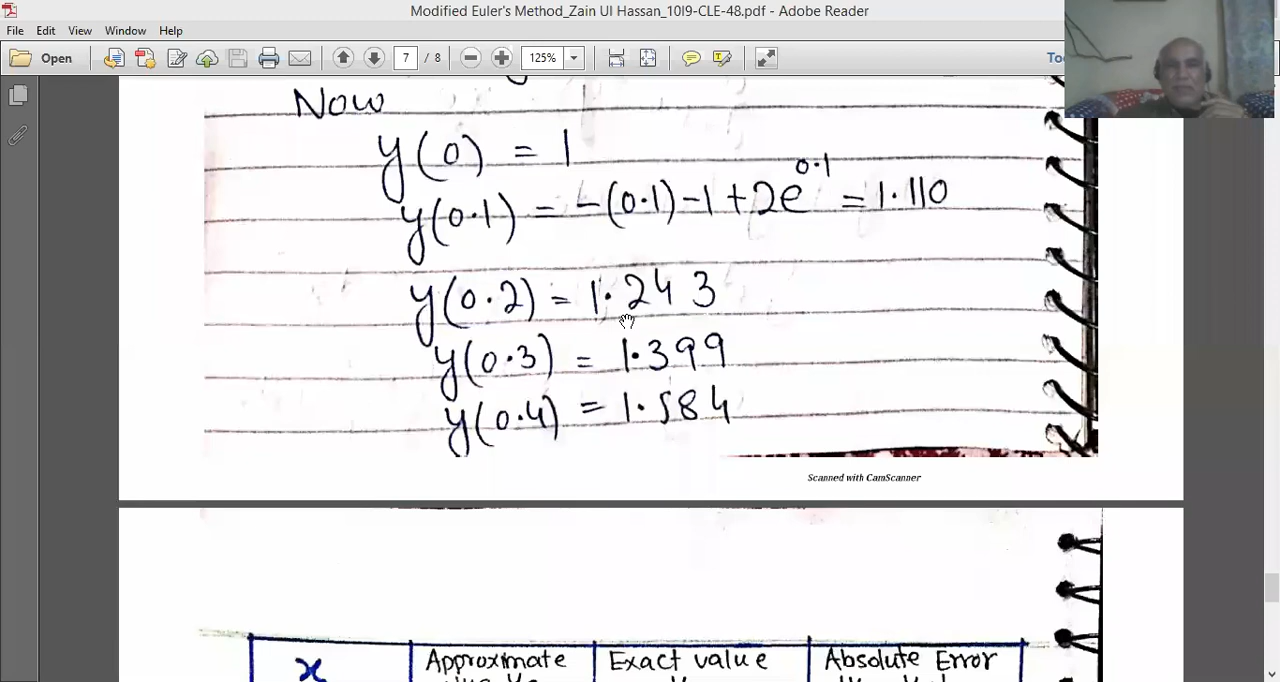 Modified Euler's Method_Zain Ul Hassan_10I9-CLE-48.pdf - Adobe Reader
File Edit View Window Help
Open 7 / 8 125%
Now
y(0) = 1
y(0.1) = -(0.1)-1+2e^0.1 = 1.110
y(0.2) = 1.243
y(0.3) = 1.399
y(0.4) = 1.584
Scanned with CamScanner
x Approximate Exact value Absolute Error